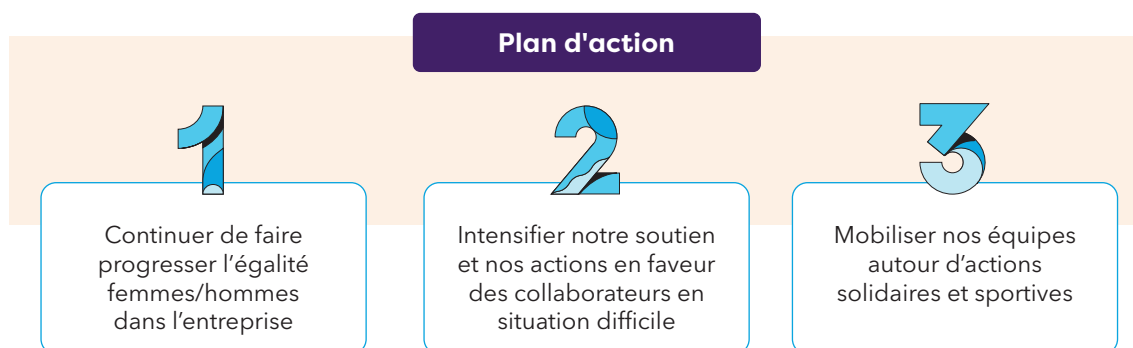 Plan d'action
1
Continuer de faire
progresser l’égalité
femmes/hommes
dans l’entreprise
2
Intensifier notre soutien
et nos actions en faveur
des collaborateurs en
situation difficile
3
Mobiliser nos équipes
autour d’actions
solidaires et sportives